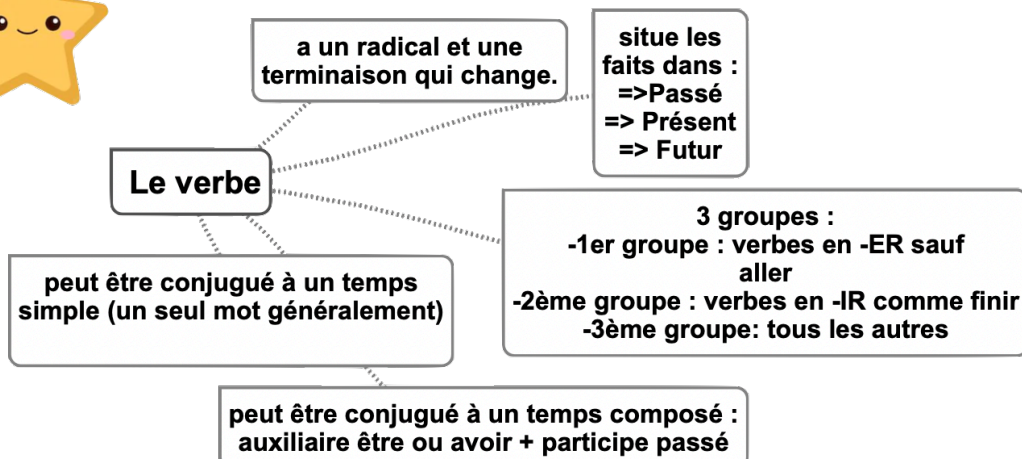 a un radical et une
terminaison qui change.
situe les
faits dans :
=>Passé
=> Présent
=> Futur
Le verbe
3 groupes :
-1er groupe : verbes en -ER sauf
aller
-2ème groupe : verbes en -IR comme finir
-3ème groupe: tous les autres
peut être conjugué à un temps
simple (un seul mot généralement)
peut être conjugué à un temps composé :
auxiliaire être ou avoir + participe passé